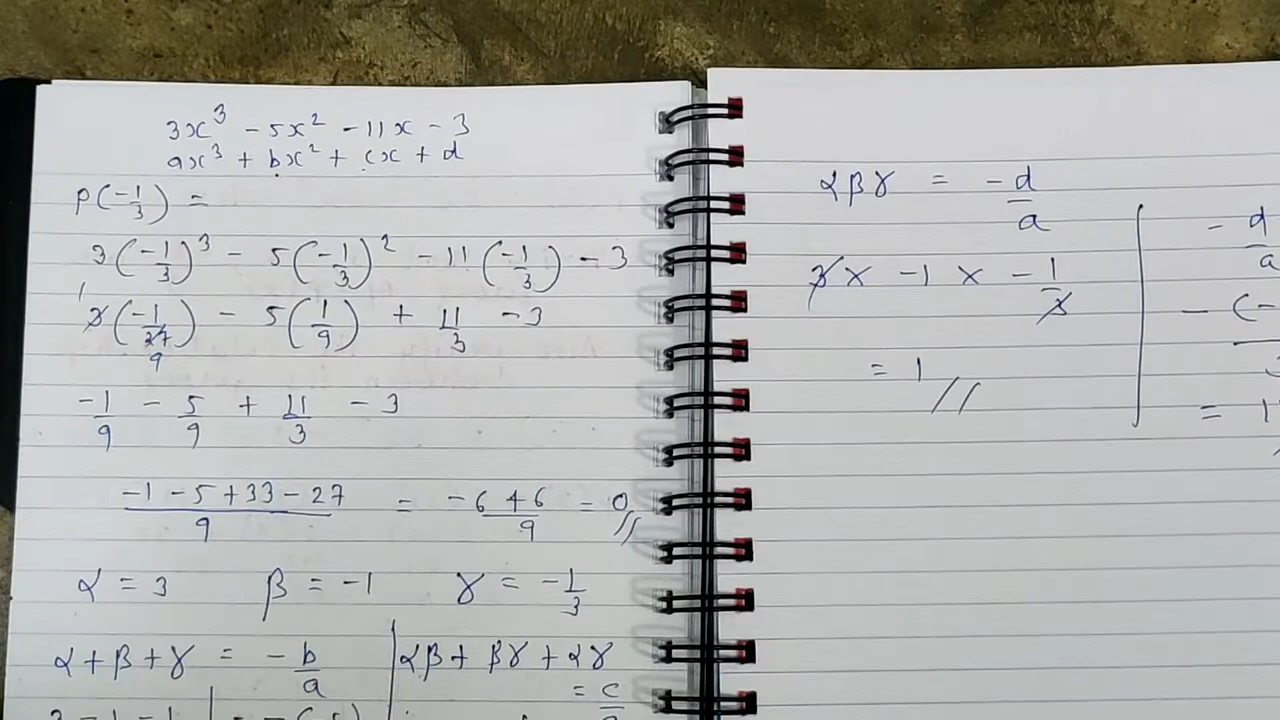 3x³ - 5x² - 11x - 3
ax³ + bx² + cx + d
P(-1/3) =
3(-1/3)³ - 5(-1/3)² - 11(-1/3) - 3
3(-1/27) - 5(1/9) + 11/3 - 3
1 9
-1/9 - 5/9 + 11/3 - 3
(-1 - 5 + 33 - 27)/9 = (-6 + 6)/9 = 0//
α = 3 β = -1 γ = -1/3
α + β + γ = -b/a | αβ + βγ + αγ
= c/
αβγ = -d/a
3 × -1 × -1/3
= 1//
-d/a
-(-
= 1